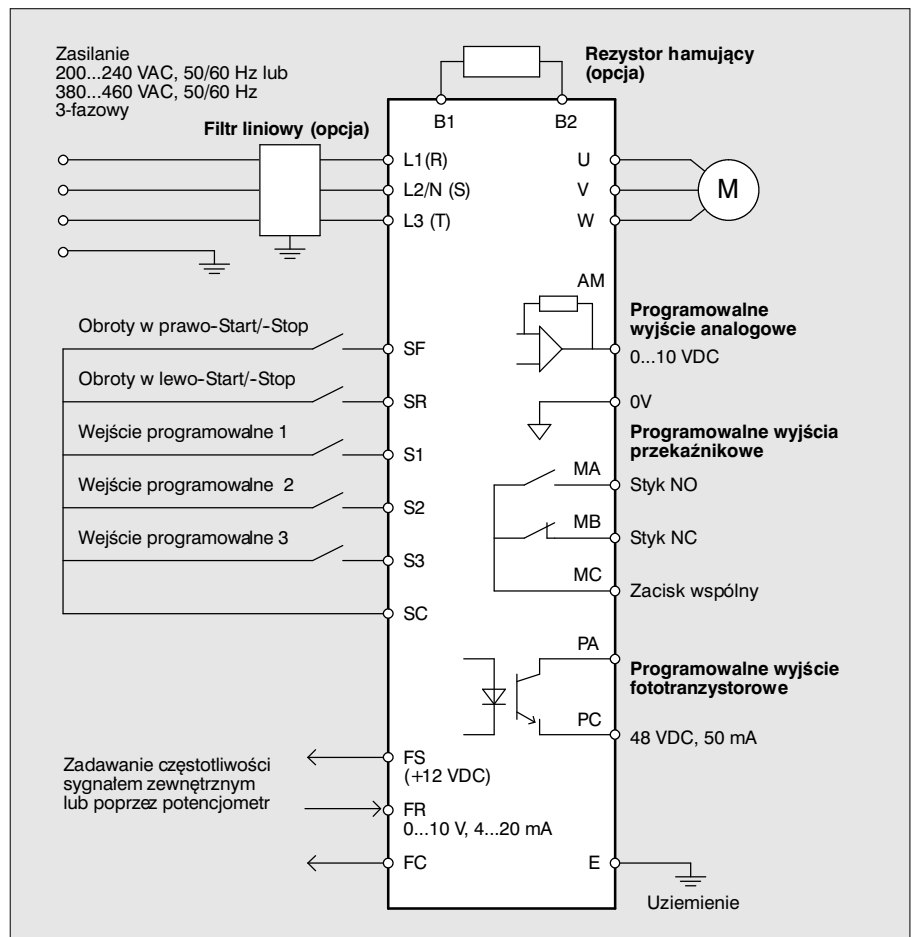 Zasilanie
200...240 VAC, 50/60 Hz lub
380...460 VAC, 50/60 Hz
3-fazowy
Filtr liniowy (opcja)
Rezystor hamujący
(opcja)
B1
B2
L1(R)
L2/N (S)
L3 (T)
U
V
W
M
Obroty w prawo-Start/-Stop
SF
Obroty w lewo-Start/-Stop
SR
Wejście programowalne 1
S1
Wejście programowalne 2
S2
Wejście programowalne 3
S3
SC
AM
Programowalne
wyjście analogowe
0...10 VDC
0V
Programowalne wyjścia
przekaźnikowe
MA
Styk NO
MB
Styk NC
MC
Zacisk wspólny
PA
Programowalne wyjście
fototranzystorowe
PC
48 VDC, 50 mA
Zadawanie częstotliwości
sygnałem zewnętrznym
lub poprzez potencjometr
FS
(+12 VDC)
FR
0...10 V, 4...20 mA
FC
E
Uziemienie